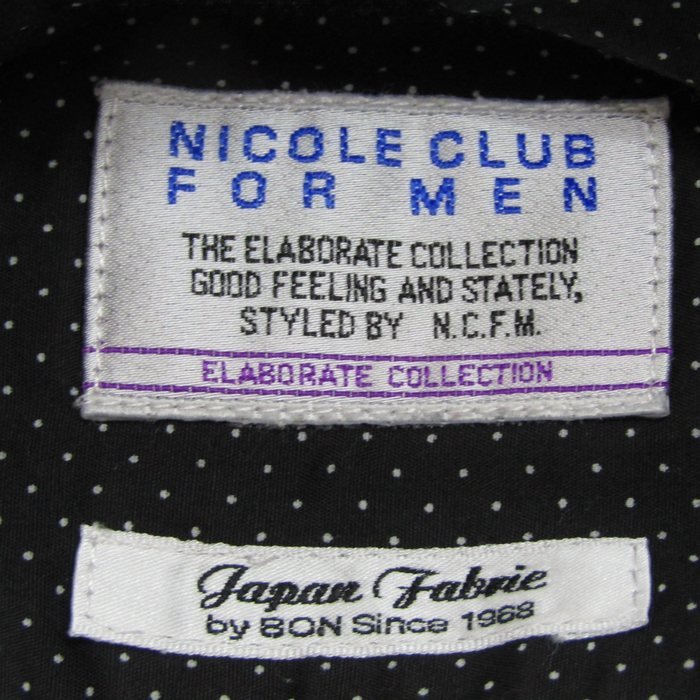 NICOLE CLUB
FOR MEN
THE ELABORATE COLLECTION
GOOD FEELING AND STATELY,
STYLED BY N.C.F.M.
ELABORATE COLLECTION
Japan Fabric
by BON Since 1968